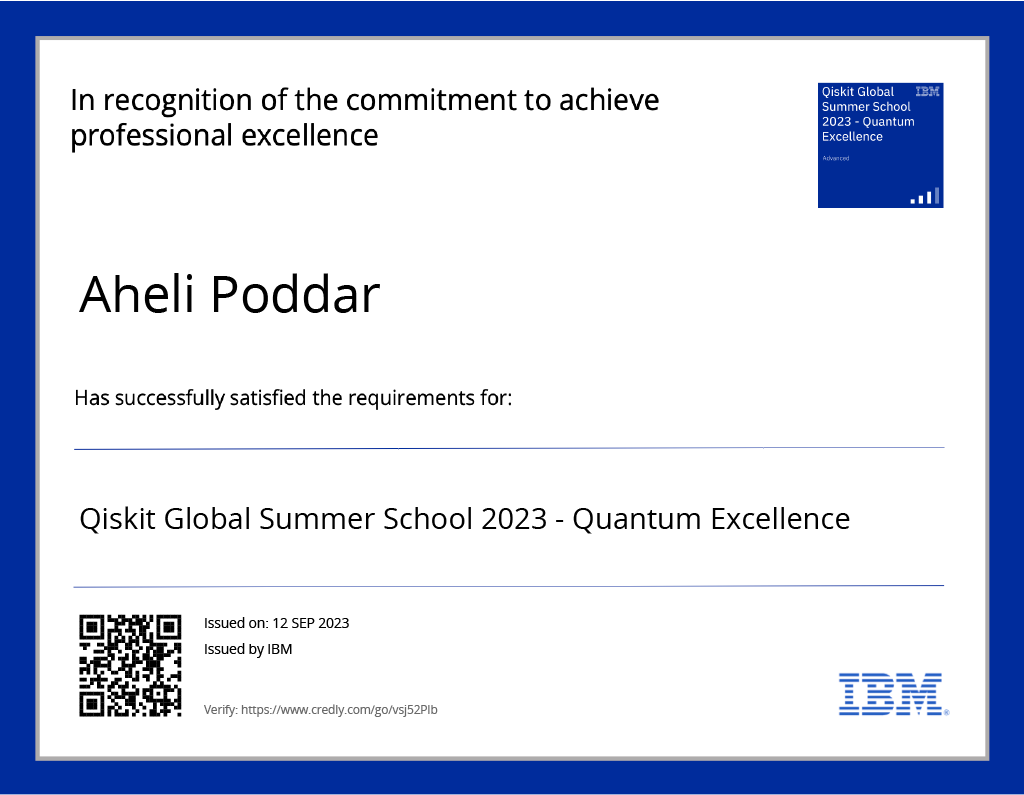 In recognition of the commitment to achieve
professional excellence
Qiskit Global IBM
Summer School
2023 - Quantum
Excellence
Advanced
Aheli Poddar
Has successfully satisfied the requirements for:
Qiskit Global Summer School 2023 - Quantum Excellence
Issued on: 12 SEP 2023
Issued by IBM
Verify: https://www.credly.com/go/vsj52PIb
IBM®